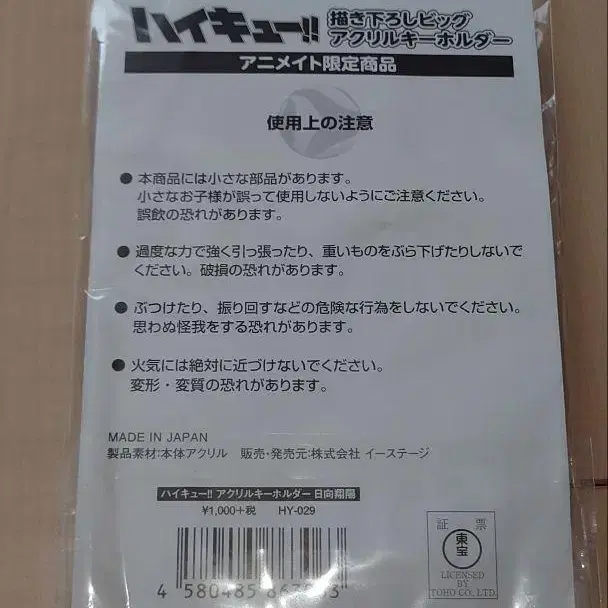 ハイキュー!! 描き下ろしビッグ
アクリルキーホルダー
アニメイト限定商品
使用上の注意
● 本商品には小さな部品があります。
小さなお子様が誤って使用しないようにご注意ください。
誤飲の恐れがあります。
● 過度な力で強く引っ張ったり、重いものをぶら下げたりしないで
ください。破損の恐れがあります。
● ぶつけたり、振り回すなどの危険な行為をしないでください。
思わぬ怪我をする恐れがあります。
● 火気には絶対に近づけないでください。
変形・変質の恐れがあります。
MADE IN JAPAN
製品素材:本体アクリル 販売・発売元:株式会社 イーステージ
ハイキュー!! アクリルキーホルダー 日向翔陽
¥1,000+税 HY-029
4 580485
証 票
東宝
LICENSED
BY
TOHO CO., LTD.